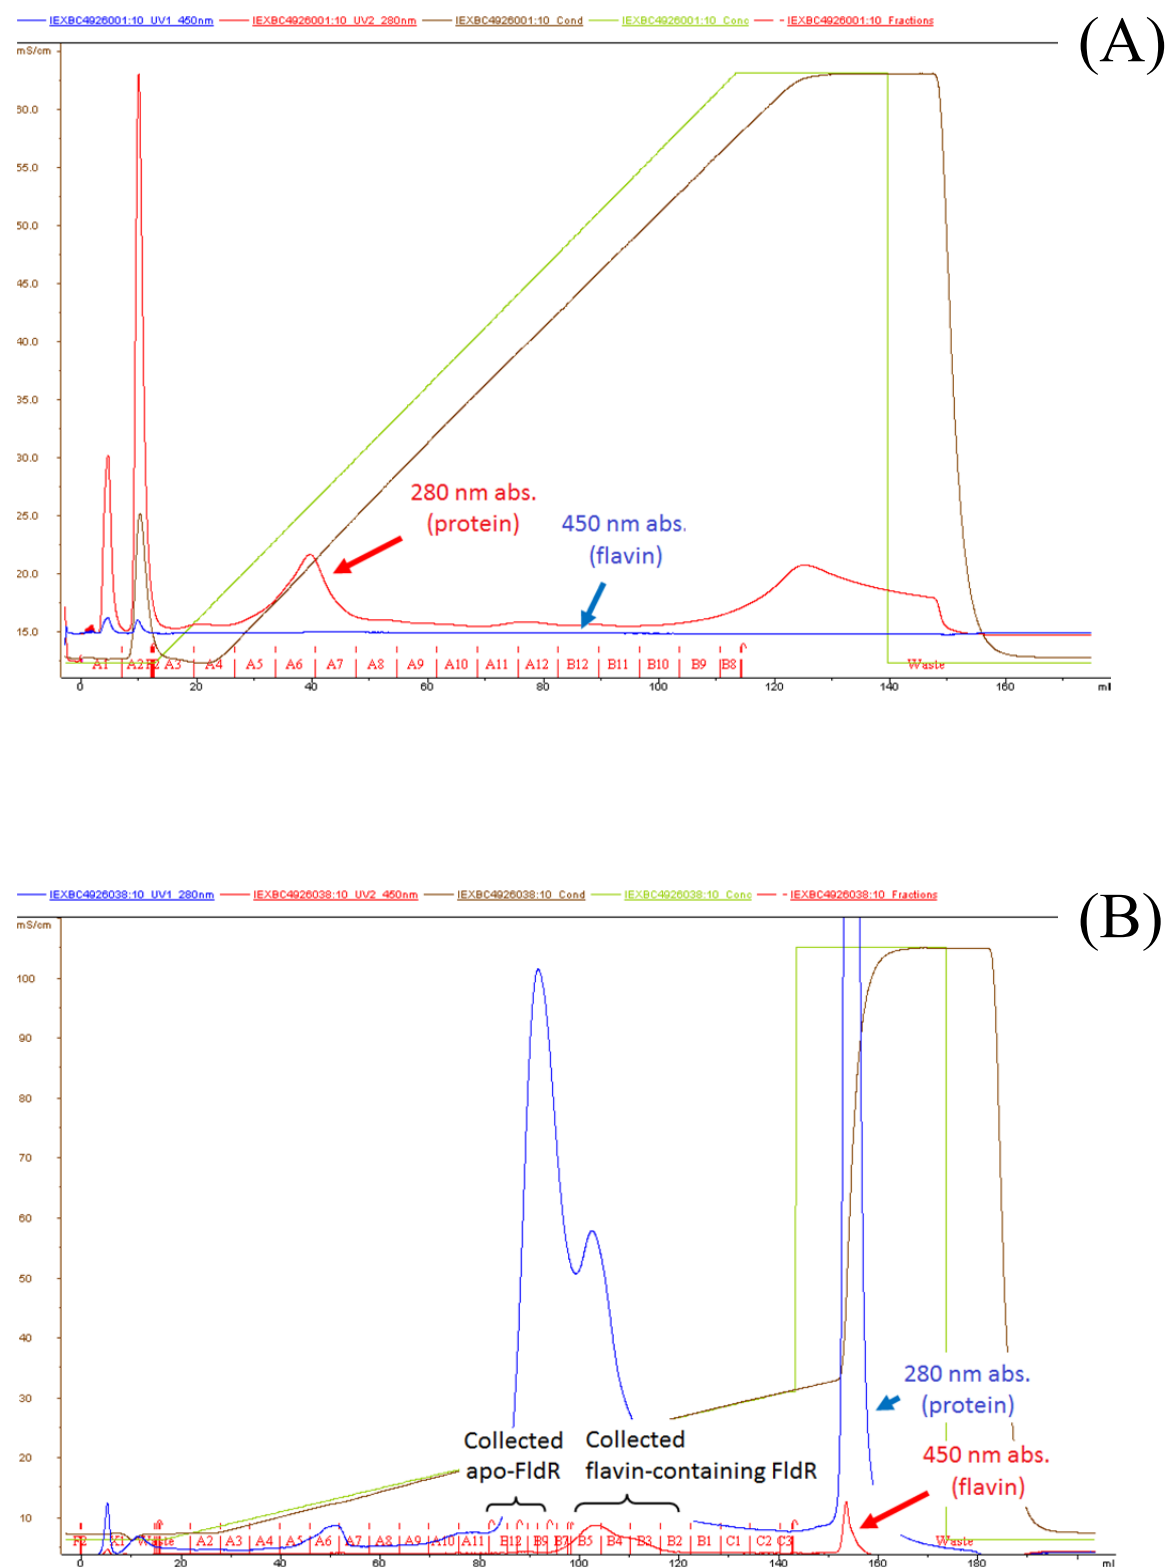 IEXBC4926001:10_UV1_450nm IEXBC4926001:10_UV2_280nm IEXBC4926001:10_Cond IEXBC4926001:10_Conc IEXBC4926001:10_Fractions
(A)
mS/cm
60.0
55.0
50.0
45.0
40.0
35.0
30.0
25.0
20.0
15.0
280 nm abs.
(protein)
450 nm abs.
(flavin)
A1 A2 A3 A4 A5 A6 A7 A8 A9 A10 A11 A12 B12 B11 B10 B9 B8 Waste
0 20 40 60 80 100 120 140 160 ml
IEXBC4926038:10_UV1_280nm IEXBC4926038:10_UV2_450nm IEXBC4926038:10_Cond IEXBC4926038:10_Conc IEXBC4926038:10_Fractions
(B)
mS/cm
100
90
80
70
60
50
40
30
20
10
280 nm abs.
(protein)
450 nm abs.
(flavin)
Collected
apo-FldR
Collected
flavin-containing FldR
F2 X1 Waste A2 A3 A4 A5 A6 A7 A8 A9 A10 A11 B12 B9 B7 B5 B4 B3 B2 B1 C1 C2 C3 Waste
0 20 40 60 80 100 120 140 160 ml